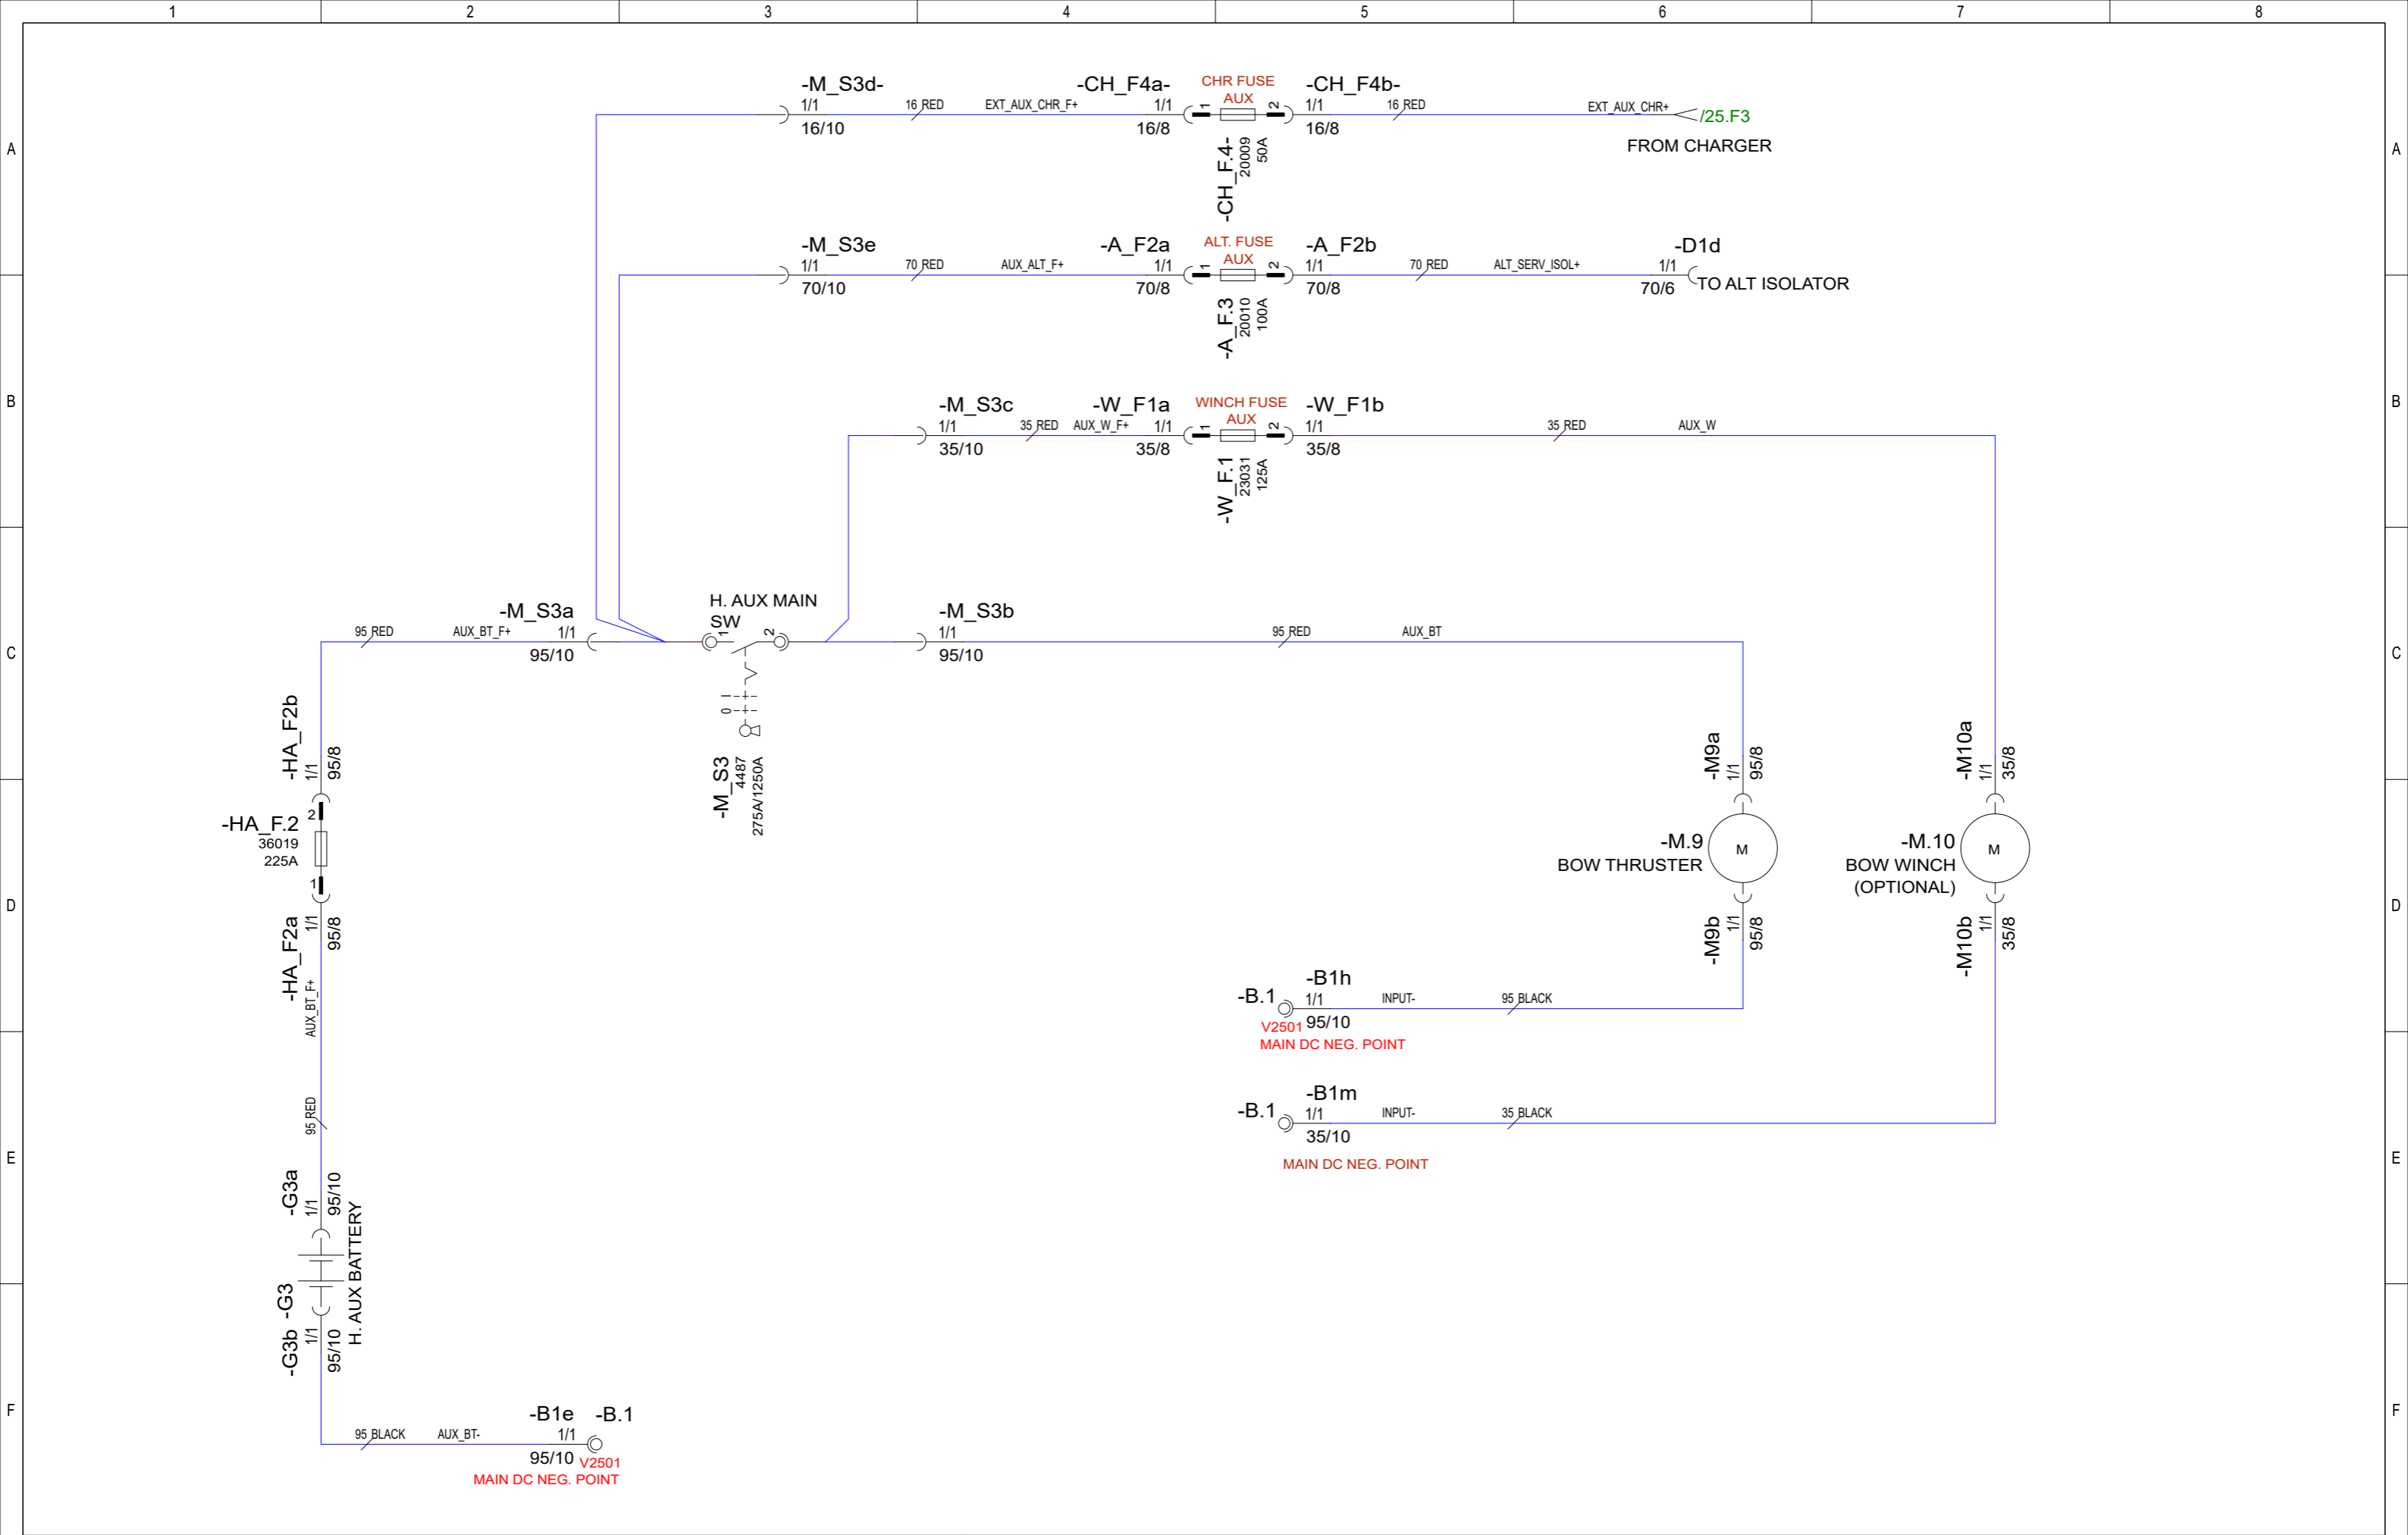 1 2 3 4 5 6 7 8
A A
B B
C C
D D
E E
F F
-M_S3d-
1/1
16/10
16 RED
EXT_AUX_CHR_F+
-CH_F4a-
1/1
16/8
CHR FUSE
AUX
1 2
-CH_F.4-
20009
50A
-CH_F4b-
1/1
16/8
16 RED
EXT_AUX_CHR+
/25.F3
FROM CHARGER
-M_S3e
1/1
70/10
70 RED
AUX_ALT_F+
-A_F2a
1/1
70/8
ALT. FUSE
AUX
1 2
-A_F.3
20010
100A
-A_F2b
1/1
70/8
70 RED
ALT_SERV_ISOL+
-D1d
1/1
70/6
TO ALT ISOLATOR
-M_S3c
1/1
35/10
35 RED
AUX_W_F+
-W_F1a
1/1
35/8
WINCH FUSE
AUX
1 2
-W_F.1
23031
125A
-W_F1b
1/1
35/8
35 RED
AUX_W
95 RED
AUX_BT_F+
-M_S3a
1/1
95/10
H. AUX MAIN
SW
1 2
0 I
-M_S3
4487
275A/1250A
-M_S3b
1/1
95/10
95 RED
AUX_BT
-HA_F2b
1/1
95/8
2
-HA_F.2
36019
225A
1
-HA_F2a
1/1
95/8
AUX_BT_F+
95 RED
-G3a
1/1
95/10
-G3
H. AUX BATTERY
-G3b
1/1
95/10
95 BLACK
AUX_BT-
-B1e
1/1
95/10
-B.1
V2501
MAIN DC NEG. POINT
-M9a
1/1
95/8
-M.9
BOW THRUSTER
M
-M9b
1/1
95/8
-M10a
1/1
35/8
-M.10
BOW WINCH
(OPTIONAL)
M
-M10b
1/1
35/8
-B.1
-B1h
1/1
95/10
INPUT-
95 BLACK
V2501
MAIN DC NEG. POINT
-B.1
-B1m
1/1
35/10
INPUT-
35 BLACK
MAIN DC NEG. POINT